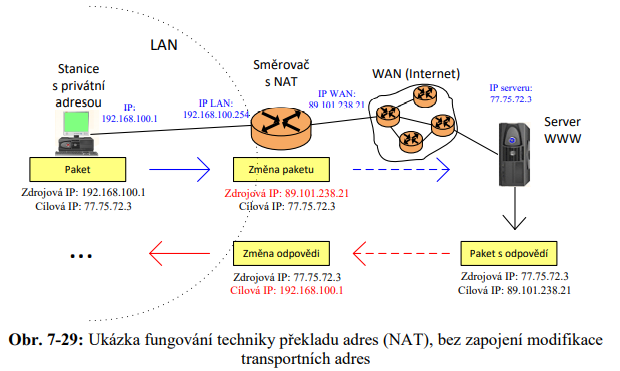 LAN
Stanice
s privátní
adresou
IP:
192.168.100.1
IP LAN:
192.168.100.254
Směrovač
s NAT
IP WAN:
89.101.238.21
WAN (Internet)
IP serveru:
77.75.72.3
Server
WWW
Paket
Zdrojová IP: 192.168.100.1
Cílová IP: 77.75.72.3
Změna paketu
Zdrojová IP: 89.101.238.21
Cílová IP: 77.75.72.3
...
Změna odpovědi
Zdrojová IP: 77.75.72.3
Cílová IP: 192.168.100.1
Paket s odpovědí
Zdrojová IP: 77.75.72.3
Cílová IP: 89.101.238.21
Obr. 7-29: Ukázka fungování techniky překladu adres (NAT), bez zapojení modifikace
transportních adres